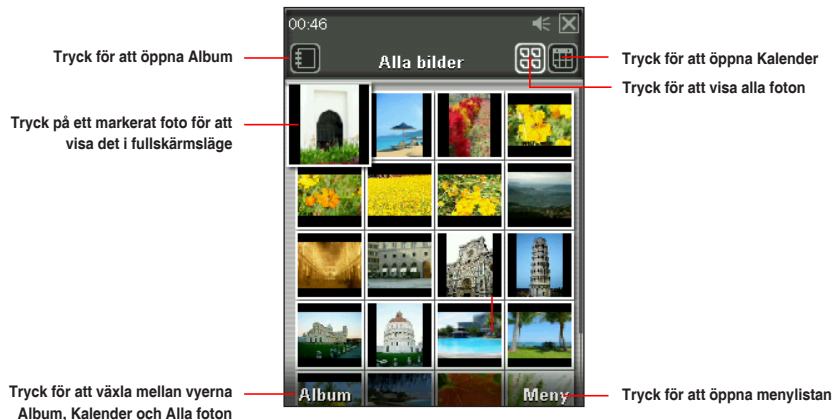 00:46
Tryck för att öppna Album
Alla bilder
Tryck för att öppna Kalender
Tryck för att visa alla foton
Tryck på ett markerat foto för att
visa det i fullskärmsläge
Tryck för att växla mellan vyerna
Album, Kalender och Alla foton
Album
Meny
Tryck för att öppna menylistan